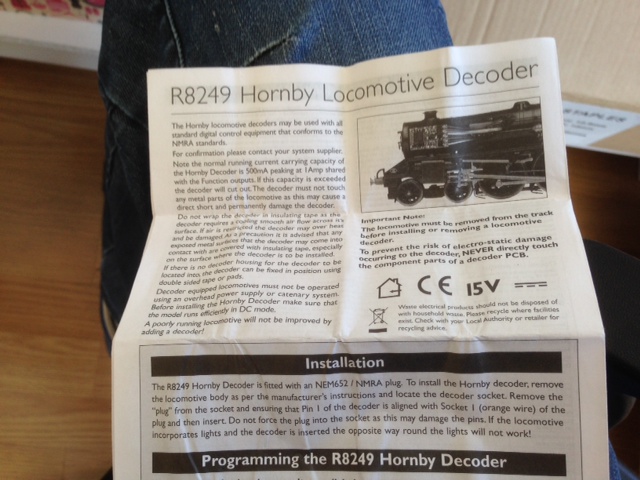 R8249 Hornby Locomotive Decoder
The Hornby locomotive decoders may be used with all
standard digital control equipment that conforms to the
NMRA standards.
For confirmation please contact your system supplier.
Note the normal running current carrying capacity of
the Hornby Decoder is 500mA peaking at 1Amp shared
with the Function outputs. If this capacity is exceeded
the decoder will cut out. The decoder must not touch
any metal parts of the locomotive as this may cause a
direct short and permanently damage the decoder.
Do not wrap the decoder in insulating tape as the
decoder requires a cooling smooth air flow across it's
surface. If air is restricted the decoder may over heat
and be damaged. As a precaution it is advised that any
exposed metal surfaces that the decoder may come into
contact with are covered with insulating tape, especially
on the surface where the decoder is to be installed.
If there is no decoder housing for the decoder to be
located into the decoder can be fixed in position using
double sided tape or pads.
Decoder equipped locomotives must not be operated
using an overhead power supply or catenary system.
Before installing the Hornby Decoder make sure that
the model runs efficiently in DC mode.
A poorly running locomotive will not be improved by
adding a decoder!
Important Note:
The locomotive must be removed from the track
before installing or removing a locomotive
decoder.
To prevent the risk of electro-static damage
occurring to the decoder, NEVER directly touch
the component parts of a decoder PCB.
CE 15V
Waste electrical products should not be disposed of
with household waste. Please recycle where facilities
exist. Check with your Local Authority or retailer for
recycling advice.
Installation
The R8249 Hornby Decoder is fitted with an NEM652 / NMRA plug. To install the Hornby decoder, remove
the locomotive body as per the manufacturer's instructions and locate the decoder socket. Remove the
"plug" from the socket and ensuring that Pin 1 of the decoder is aligned with Socket 1 (orange wire) of the
plug and then insert. Do not force the plug into the socket as this may damage the pins. If the locomotive
incorporates lights and the decoder is inserted the opposite way round the lights will not work!
Programming the R8249 Hornby Decoder
STAPLES